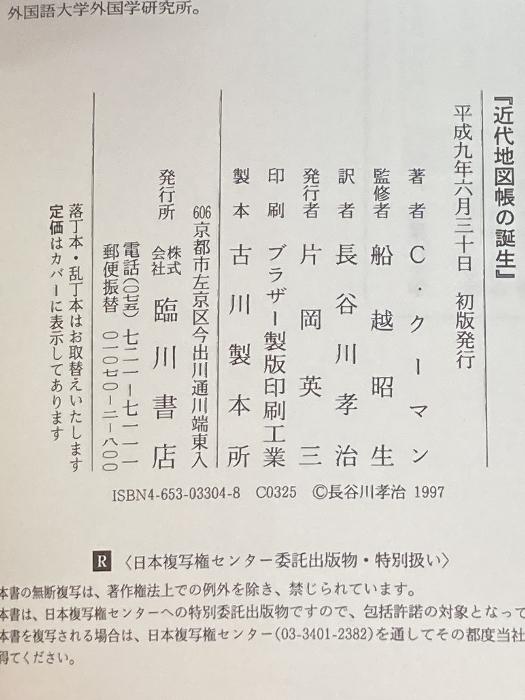 外国語大学外国学研究所。
『近代地図帳の誕生』
平成九年六月三十日 初版発行
著者 C・クーマン
監修者 船越昭生
訳者 長谷川孝治
発行者 片岡英三
印刷 ブラザー製版印刷工業
製本 古川製本所
606 京都市左京区今出川通川端東入
発行所 株式会社 臨川書店
電話(〇七五)七二一―七一一一
郵便振替 〇一〇七〇―二―八〇〇
落丁本・乱丁本はお取替えいたします
定価はカバーに表示してあります
ISBN4-653-03304-8 C0325 ©長谷川孝治 1997
R 〈日本複写権センター委託出版物・特別扱い〉
本書の無断複写は、著作権法上での例外を除き、禁じられています。
本書は、日本複写権センターへの特別委託出版物ですので、包括許諾の対象となって
本書を複写される場合は、日本複写権センター(03-3401-2382)を通してその都度当社
得てください。